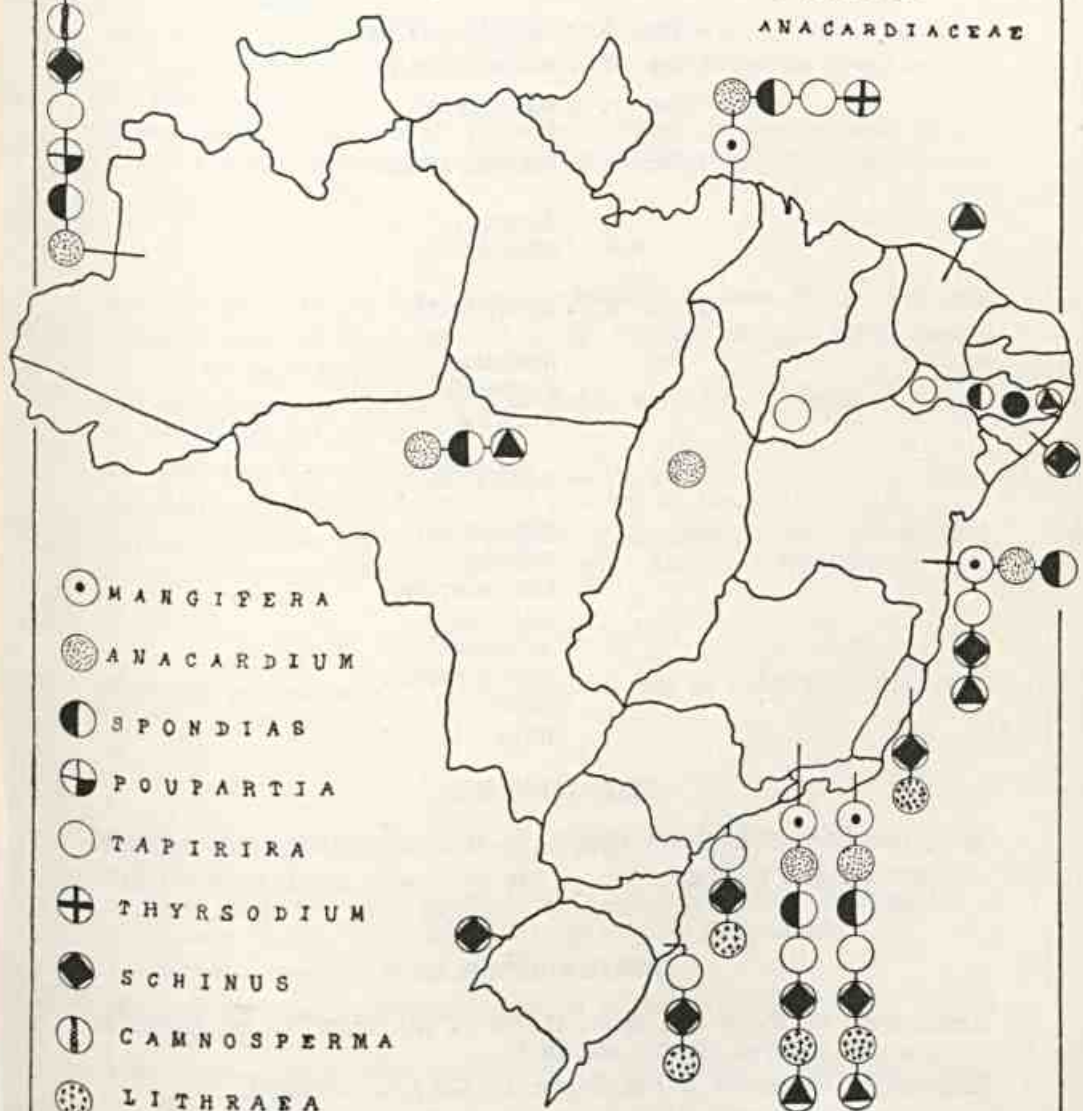 ANACARDIACEAE
MANGIFERA
ANACARDIUM
SPONDIAS
POUPARTIA
TAPIRIRA
THYRSODIUM
SCHINUS
CAMNOSPERMA
LITHRAEA